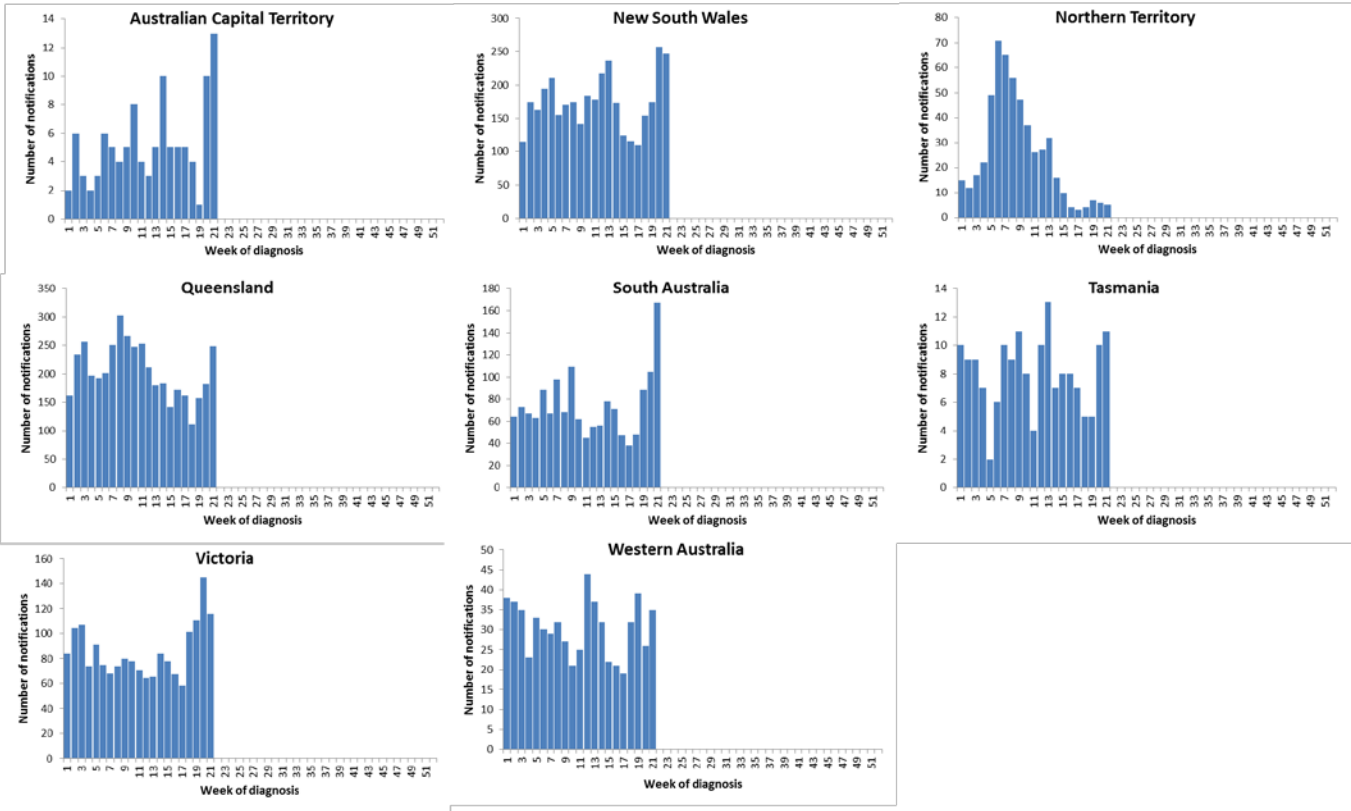 Australian Capital Territory
Number of notifications
14
12
10
8
6
4
2
0
1 3 5 7 9 11 13 15 17 19 21 23 25 27 29 31 33 35 37 39 41 43 45 47 49 51
Week of diagnosis
New South Wales
Number of notifications
300
250
200
150
100
50
0
1 3 5 7 9 11 13 15 17 19 21 23 25 27 29 31 33 35 37 39 41 43 45 47 49 51
Week of diagnosis
Northern Territory
Number of notifications
80
70
60
50
40
30
20
10
0
1 3 5 7 9 11 13 15 17 19 21 23 25 27 29 31 33 35 37 39 41 43 45 47 49 51
Week of diagnosis
Queensland
Number of notifications
350
300
250
200
150
100
50
0
1 3 5 7 9 11 13 15 17 19 21 23 25 27 29 31 33 35 37 39 41 43 45 47 49 51
Week of diagnosis
South Australia
Number of notifications
180
160
140
120
100
80
60
40
20
0
1 3 5 7 9 11 13 15 17 19 21 23 25 27 29 31 33 35 37 39 41 43 45 47 49 51
Week of diagnosis
Tasmania
Number of notifications
14
12
10
8
6
4
2
0
1 3 5 7 9 11 13 15 17 19 21 23 25 27 29 31 33 35 37 39 41 43 45 47 49 51
Week of diagnosis
Victoria
Number of notifications
160
140
120
100
80
60
40
20
0
1 3 5 7 9 11 13 15 17 19 21 23 25 27 29 31 33 35 37 39 41 43 45 47 49 51
Week of diagnosis
Western Australia
Number of notifications
50
45
40
35
30
25
20
15
10
5
0
1 3 5 7 9 11 13 15 17 19 21 23 25 27 29 31 33 35 37 39 41 43 45 47 49 51
Week of diagnosis